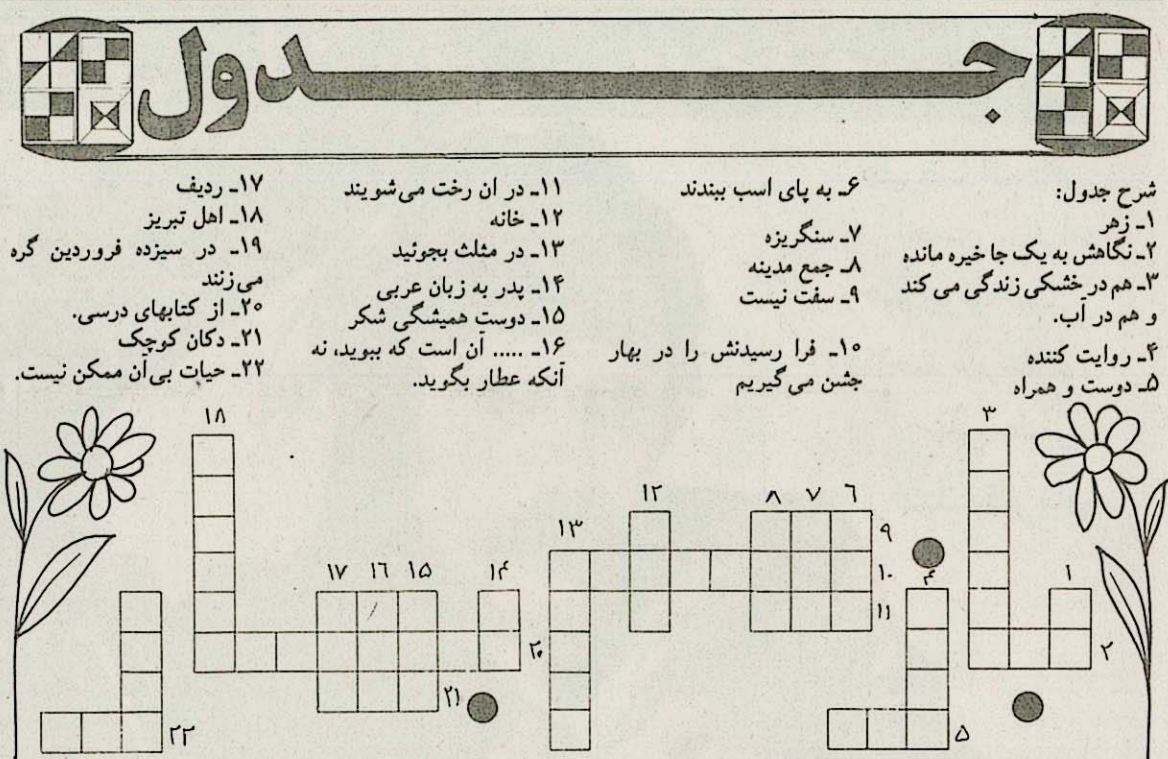 جدول
شرح جدول:
۱ـ زهر
۲ـ نگاهش به یک جا خیره مانده
۳ـ هم در خشکی زندگی می کند
و هم در آب.
۴ـ روایت کننده
۵ـ دوست و همراه
۶ـ به پای اسب ببندند
۷ـ سنگریزه
۸ـ جمع مدینه
۹ـ سفت نیست
۱۰ـ فرا رسیدنش را در بهار
جشن می گیریم
۱۱ـ در ان رخت می‌شویند
۱۲ـ خانه
۱۳ـ در مثلث بجوئید
۱۴ـ پدر به زبان عربی
۱۵ـ دوست همیشگی شکر
۱۶ـ ..... آن است که ببوید، نه
آنکه عطار بگوید.
۱۷ـ ردیف
۱۸ـ اهل تبریز
۱۹ـ در سیزده فروردین گره
می‌زنند
۲۰ـ از کتابهای درسی.
۲۱ـ دکان کوچک
۲۲ـ حیات بی‌آن ممکن نیست.
۳
۱۸
۶ ۷ ۸ ۱۲
۹
۱۳
۱۰
۱ ۴ ۱۱ ۱۴ ۱۵ ۱۶ ۱۷
۲ ۲۰
۲۱
۵ ۲۲